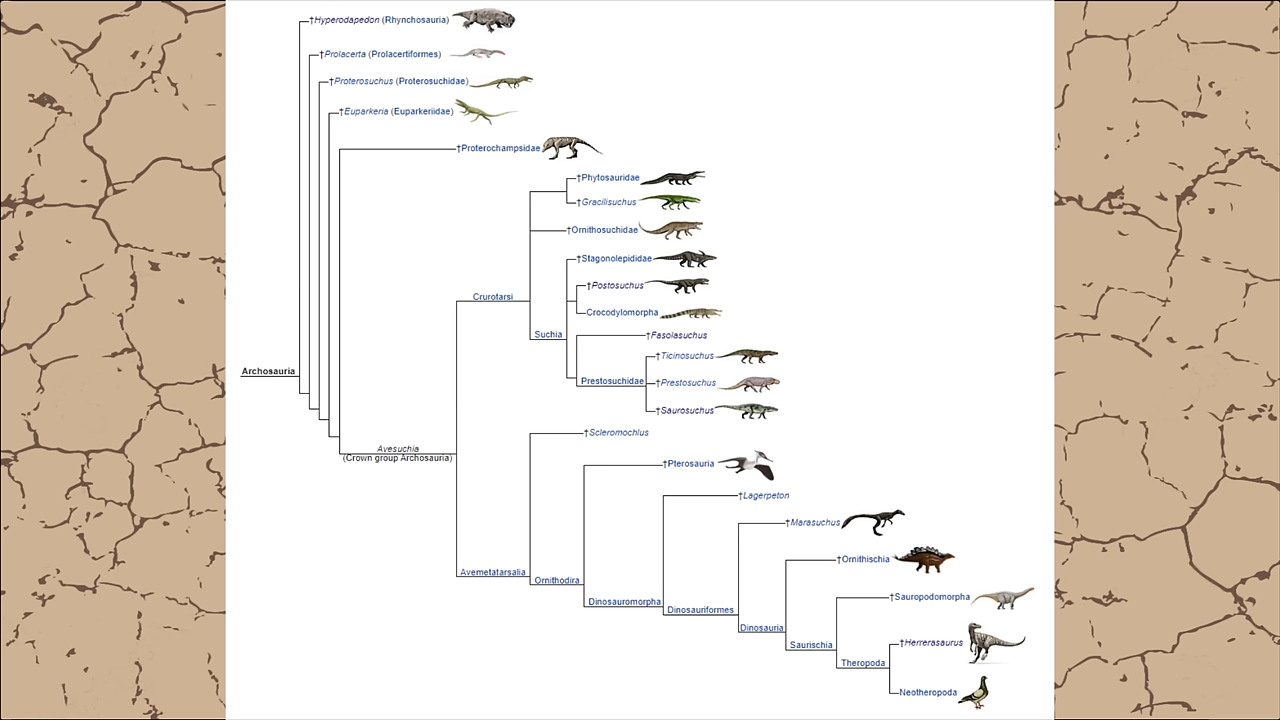 †Hyperodapedon (Rhynchosauria)
†Prolacerta (Prolacertiformes)
†Proterosuchus (Proterosuchidae)
†Euparkeria (Euparkeriidae)
†Proterochampsidae
†Phytosauridae
†Gracilisuchus
†Ornithosuchidae
†Stagonolepididae
†Postosuchus
Crurotarsi
Crocodylomorpha
Suchia
†Fasolasuchus
†Ticinosuchus
Archosauria
Prestosuchidae
†Prestosuchus
†Saurosuchus
†Scleromochlus
Avesuchia
(Crown group Archosauria)
†Pterosauria
†Lagerpeton
†Marasuchus
†Ornithischia
Avemetatarsalia
Ornithodira
†Sauropodomorpha
Dinosauromorpha
Dinosauriformes
Dinosauria
†Herrerasaurus
Saurischia
Theropoda
Neotheropoda